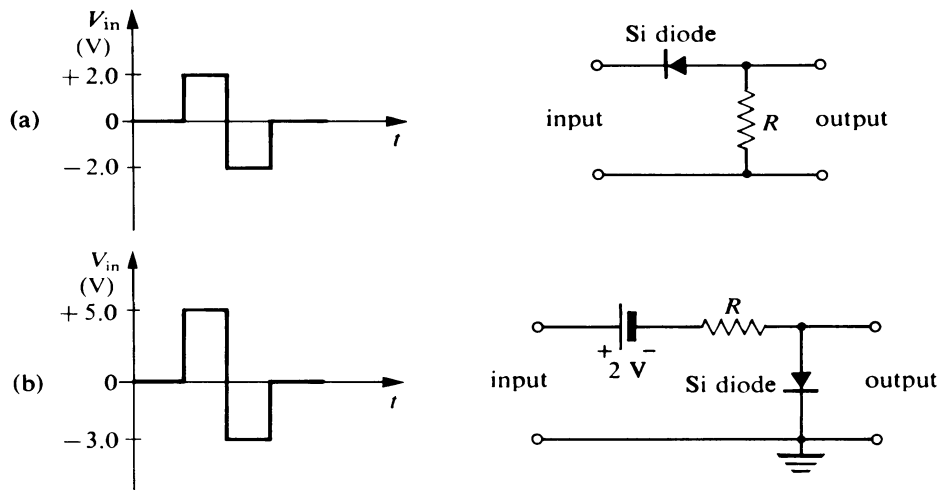 V_in
(V)
+2.0
(a)
0
t
−2.0
Si diode
input
R
output
V_in
(V)
+5.0
(b)
0
t
−3.0
R
+ −
2 V
input
Si diode
output